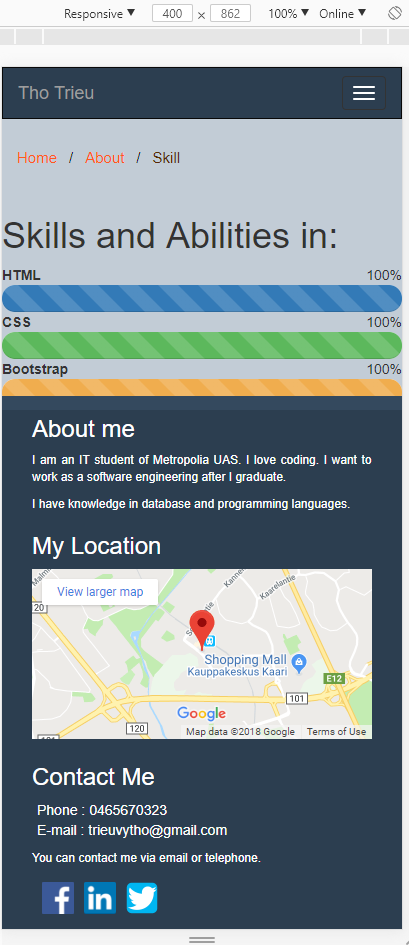 Responsive ▼ 400 × 862 100% ▼ Online ▼
Tho Trieu
Home / About / Skill
Skills and Abilities in:
HTML 100%
CSS 100%
Bootstrap 100%
About me
I am an IT student of Metropolia UAS. I love coding. I want to
work as a software engineering after I graduate.
I have knowledge in database and programming languages.
My Location
Kaarelantie
View larger map
120
Shopping Mall
Kauppakeskus Kaari
E12
101
120
Google
Map data ©2018 Google Terms of Use
Contact Me
Phone : 0465670323
E-mail : trieuvytho@gmail.com
You can contact me via email or telephone.
f in